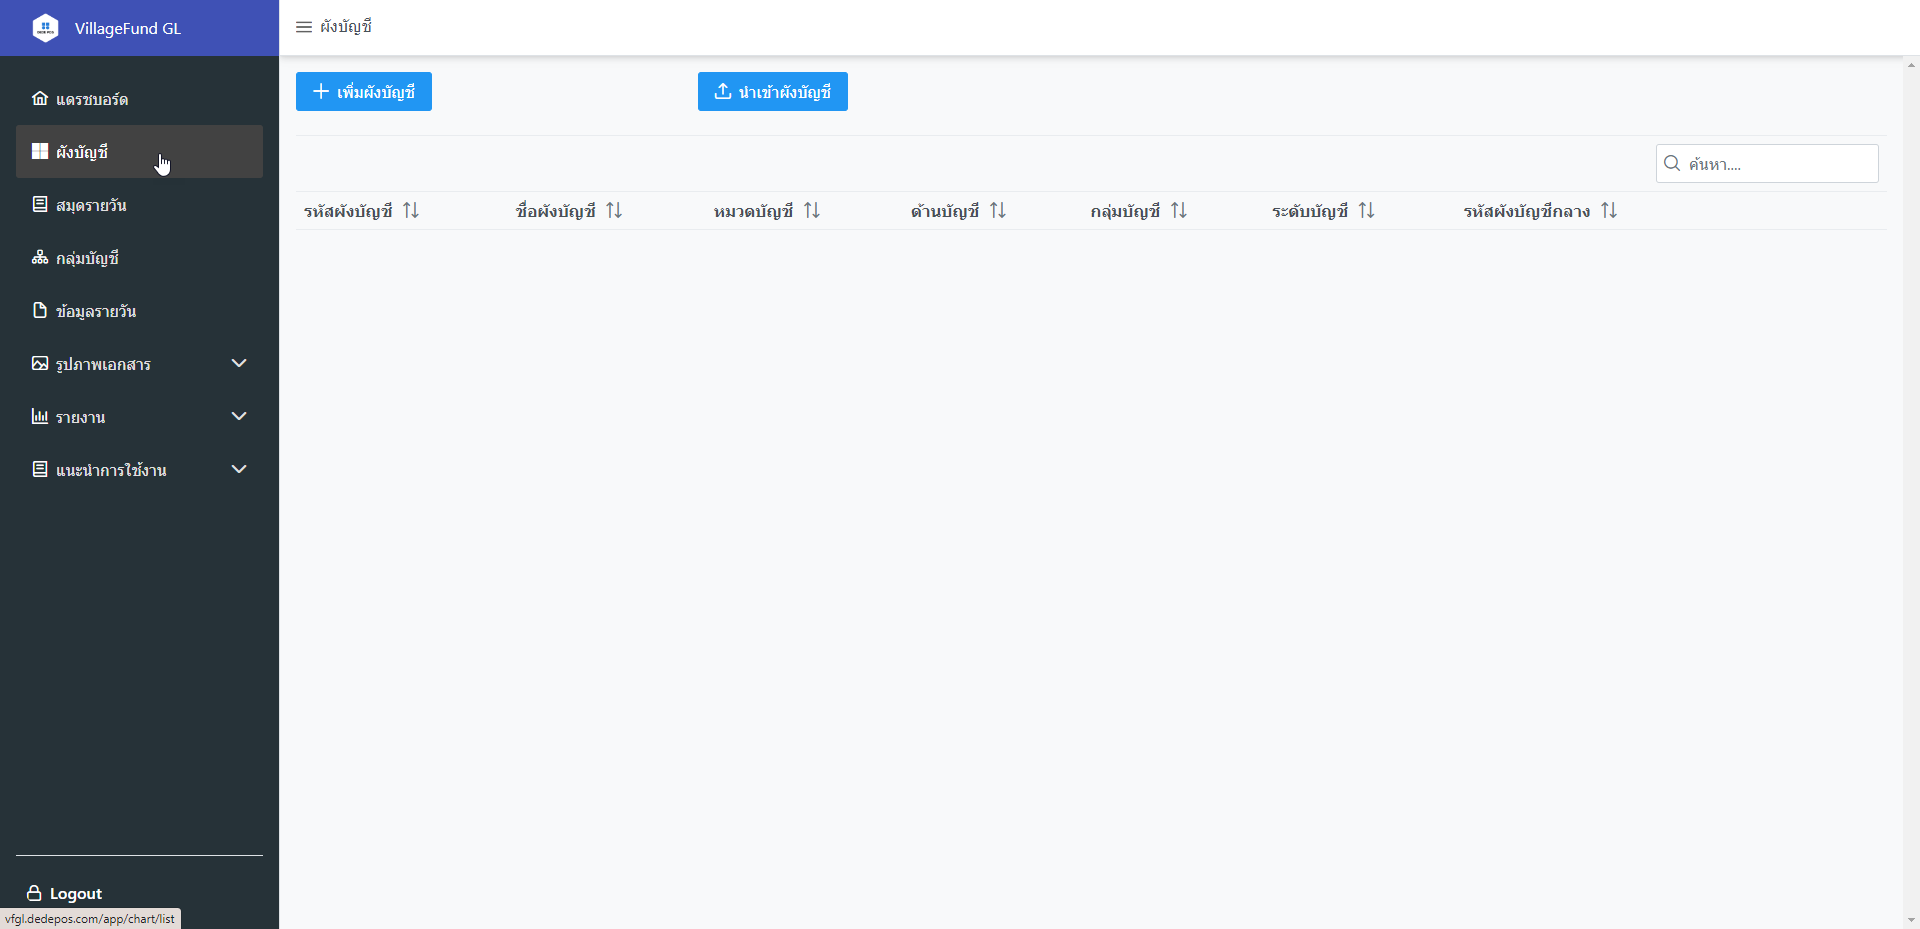 VillageFund GL
ผังบัญชี
แดรชบอร์ด
ผังบัญชี
สมุดรายวัน
กลุ่มบัญชี
ข้อมูลรายวัน
รูปภาพเอกสาร
รายงาน
แนะนำการใช้งาน
Logout
vfgl.dedepos.com/app/chart/list
เพิ่มผังบัญชี
นำเข้าผังบัญชี
ค้นหา....
รหัสผังบัญชี ชื่อผังบัญชี หมวดบัญชี ด้านบัญชี กลุ่มบัญชี ระดับบัญชี รหัสผังบัญชีกลาง